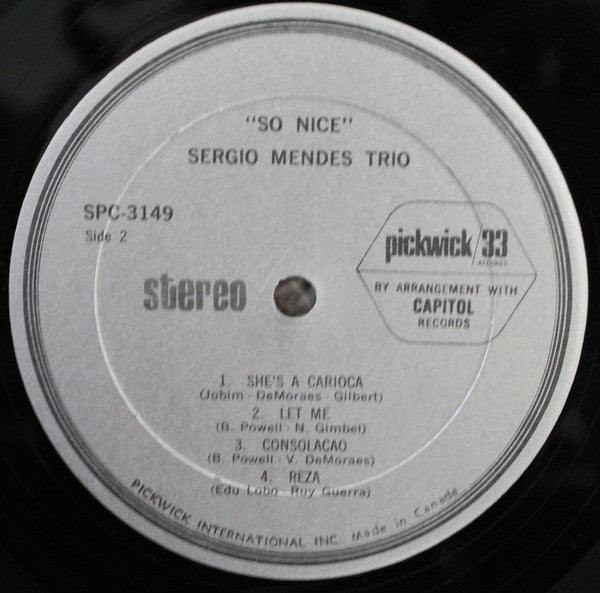 "SO NICE"
SERGIO MENDES TRIO
SPC-3149
Side 2
stereo
pickwick/33
RECORDS
BY ARRANGEMENT WITH
CAPITOL
RECORDS
1. SHE'S A CARIOCA
(Jobim - DeMoraes - Gilbert)
2. LET ME
(B. Powell - N. Gimbel)
3. CONSOLACAO
(B. Powell - V. DeMoraes)
4. REZA
(Edu Lobo - Ruy Guerra)
PICKWICK INTERNATIONAL INC. Made in Canada